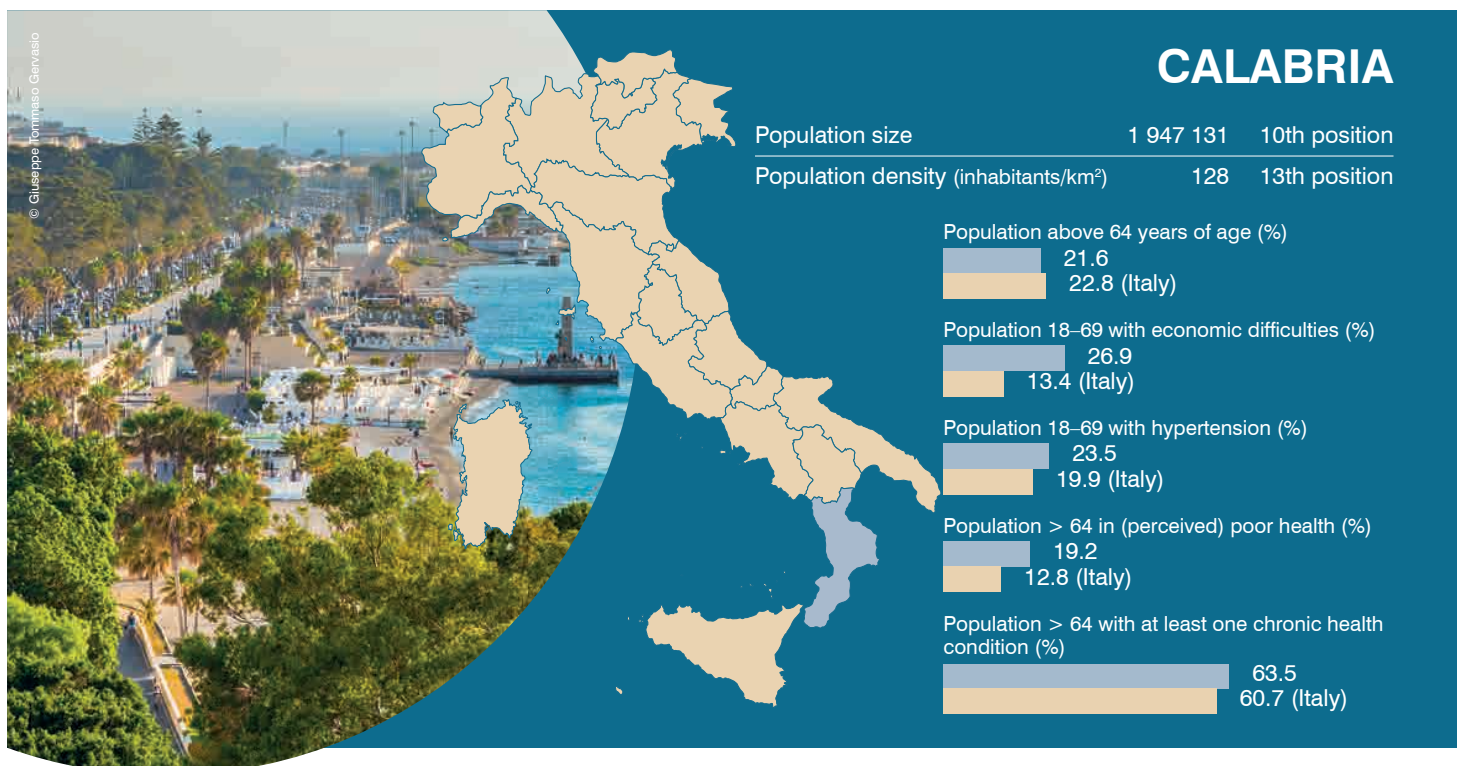 © Giuseppe Tommaso Gervasio
CALABRIA
Population size 1 947 131 10th position
Population density (inhabitants/km²) 128 13th position
Population above 64 years of age (%)
21.6
22.8 (Italy)
Population 18–69 with economic difficulties (%)
26.9
13.4 (Italy)
Population 18–69 with hypertension (%)
23.5
19.9 (Italy)
Population > 64 in (perceived) poor health (%)
19.2
12.8 (Italy)
Population > 64 with at least one chronic health
condition (%)
63.5
60.7 (Italy)